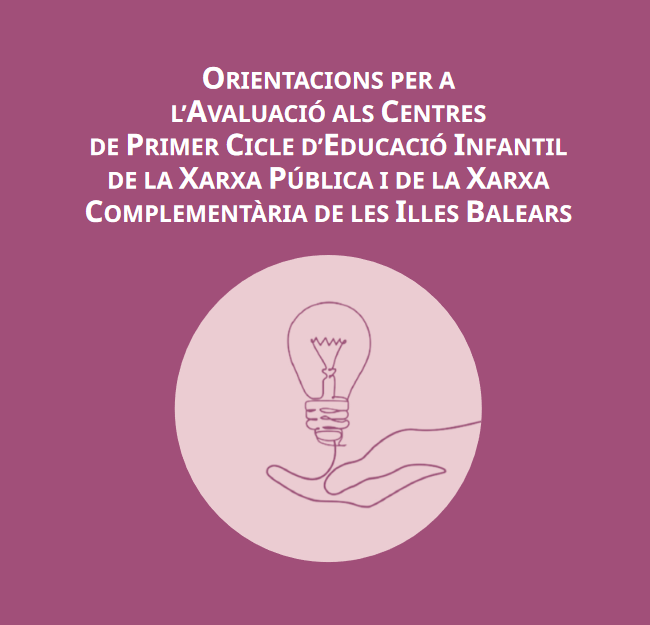 Orientacions per a
l'Avaluació als Centres
de Primer Cicle d'Educació Infantil
de la Xarxa Pública i de la Xarxa
Complementària de les Illes Balears